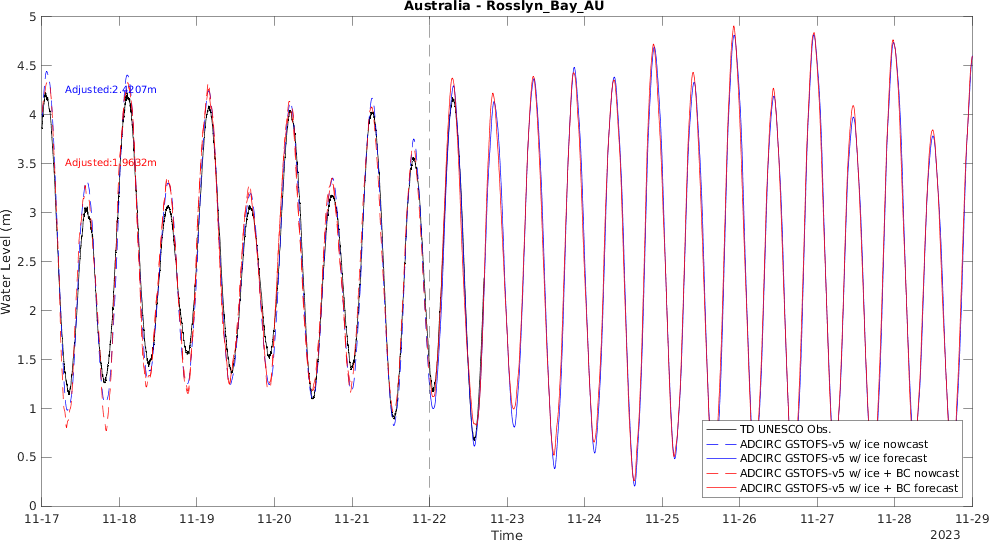 Australia - Rosslyn_Bay_AU
5
4.5
4
3.5
3
2.5
2
1.5
1
0.5
0
Water Level (m)
Adjusted:2.4207m
Adjusted:1.9632m
TD UNESCO Obs.
ADCIRC GSTOFS-v5 w/ ice nowcast
ADCIRC GSTOFS-v5 w/ ice forecast
ADCIRC GSTOFS-v5 w/ ice + BC nowcast
ADCIRC GSTOFS-v5 w/ ice + BC forecast
11-17 11-18 11-19 11-20 11-21 11-22 11-23 11-24 11-25 11-26 11-27 11-28 11-29
Time
2023